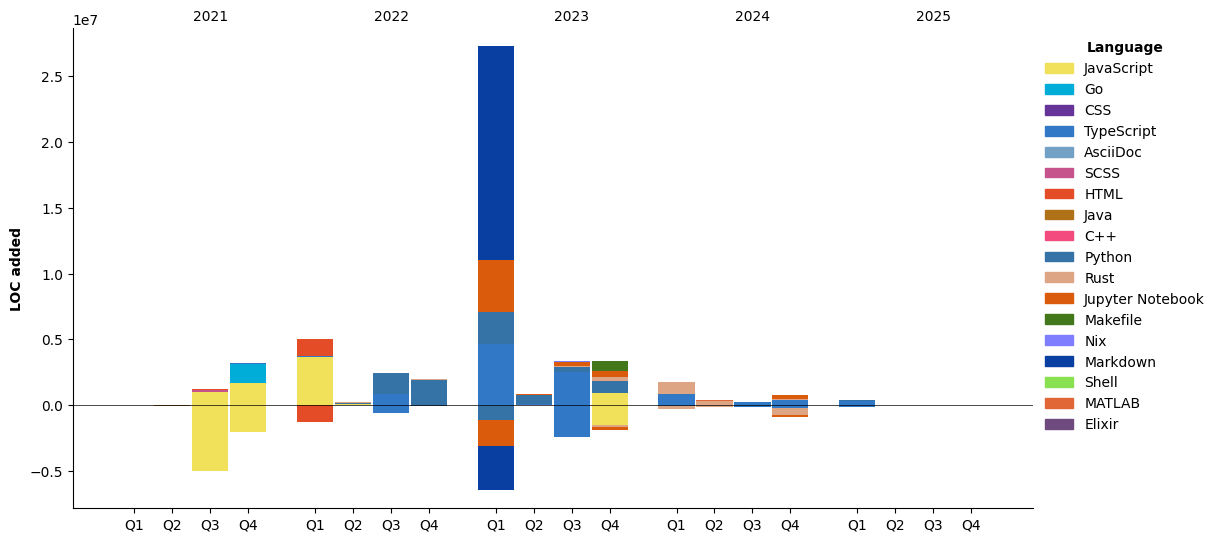 2021 2022 2023 2024 2025
1e7
2.5
2.0
1.5
1.0
0.5
0.0
−0.5
LOC added
Q1 Q2 Q3 Q4 Q1 Q2 Q3 Q4 Q1 Q2 Q3 Q4 Q1 Q2 Q3 Q4 Q1 Q2 Q3 Q4
Language
JavaScript
Go
CSS
TypeScript
AsciiDoc
SCSS
HTML
Java
C++
Python
Rust
Jupyter Notebook
Makefile
Nix
Markdown
Shell
MATLAB
Elixir